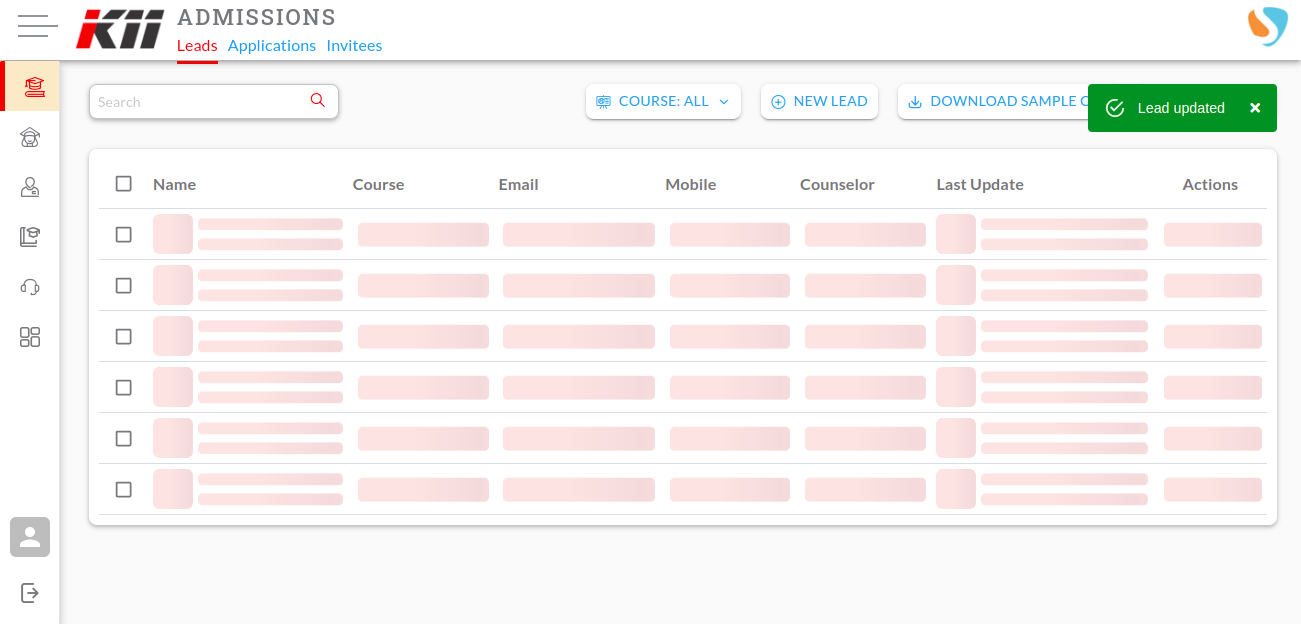 KII
ADMISSIONS
Leads Applications Invitees
Search
COURSE: ALL
NEW LEAD
DOWNLOAD SAMPLE
Lead updated
Name Course Email Mobile Counselor Last Update Actions